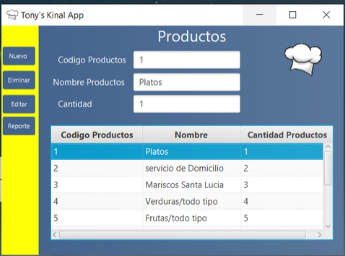 Tony's Kinal App
Productos
Nuevo
Eliminar
Editar
Reporte
Codigo Productos 1
Nombre Productos Platos
Cantidad 1
Codigo Productos Nombre Cantidad Productos
1 Platos 1
2 servicio de Domicilio 2
3 Mariscos Santa Lucia 3
4 Verduras/todo tipo 4
5 Frutas/todo tipo 5